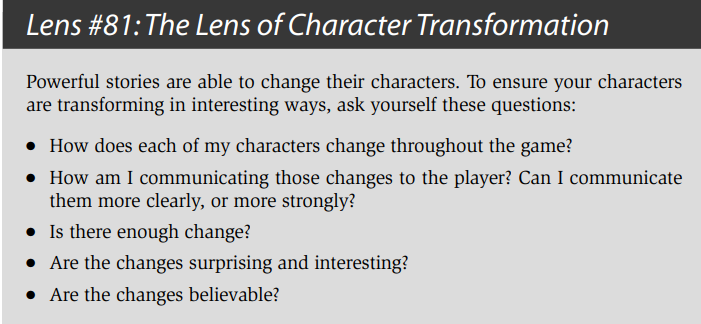 Lens #81: The Lens of Character Transformation
Powerful stories are able to change their characters. To ensure your characters
are transforming in interesting ways, ask yourself these questions:
● How does each of my characters change throughout the game?
● How am I communicating those changes to the player? Can I communicate
them more clearly, or more strongly?
● Is there enough change?
● Are the changes surprising and interesting?
● Are the changes believable?